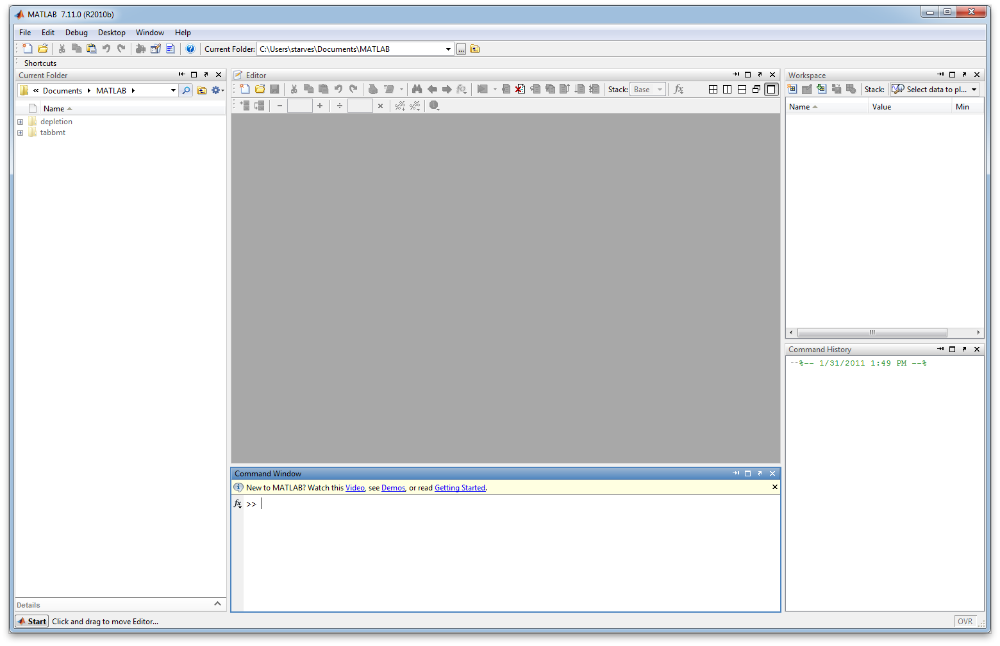 MATLAB 7.11.0 (R2010b)
File Edit Debug Desktop Window Help
Current Folder: C:\Users\starves\Documents\MATLAB ...
Shortcuts
Current Folder
« Documents MATLAB
Name
depletion
tabbmt
Details
Editor
Stack: Base fx
- + ÷ ×
Command Window
New to MATLAB? Watch this Video, see Demos, or read Getting Started.
fx >>
Workspace
Stack: Select data to pl...
Name Value Min
Command History
%-- 1/31/2011 1:49 PM --%
Start Click and drag to move Editor...
OVR